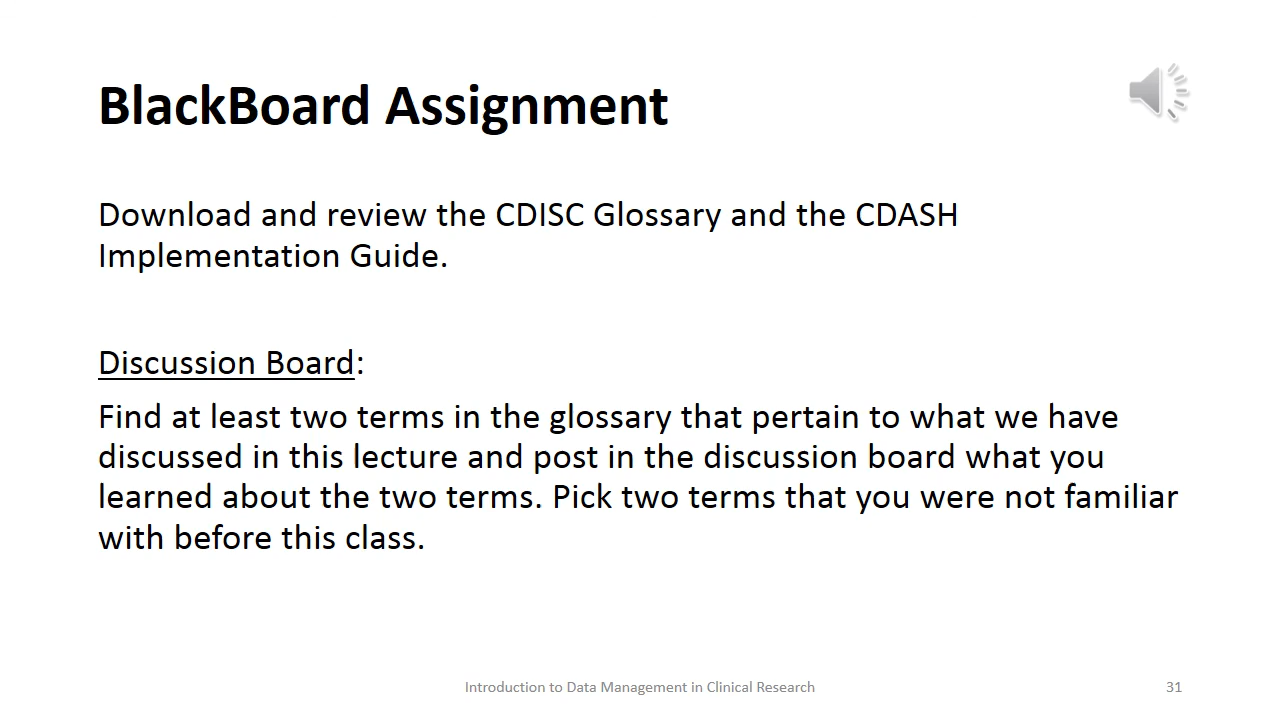 BlackBoard Assignment
Download and review the CDISC Glossary and the CDASH
Implementation Guide.
Discussion Board:
Find at least two terms in the glossary that pertain to what we have
discussed in this lecture and post in the discussion board what you
learned about the two terms. Pick two terms that you were not familiar
with before this class.
Introduction to Data Management in Clinical Research
31